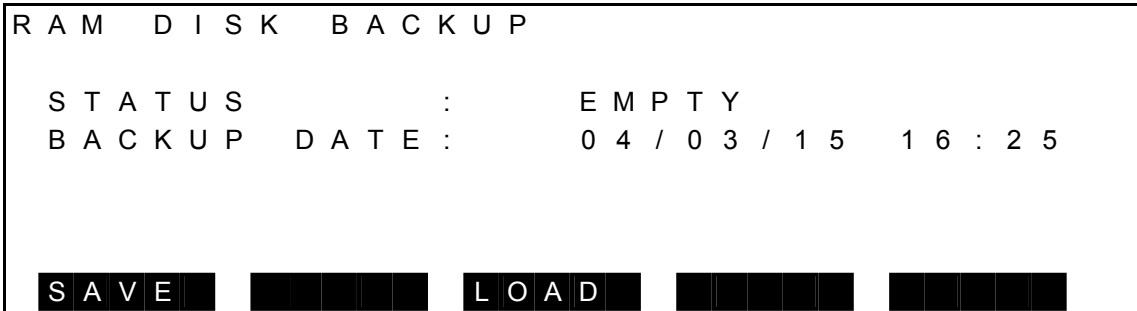 RAM DISK BACKUP
STATUS : EMPTY
BACKUP DATE: 04/03/15 16:25
SAVE LOAD